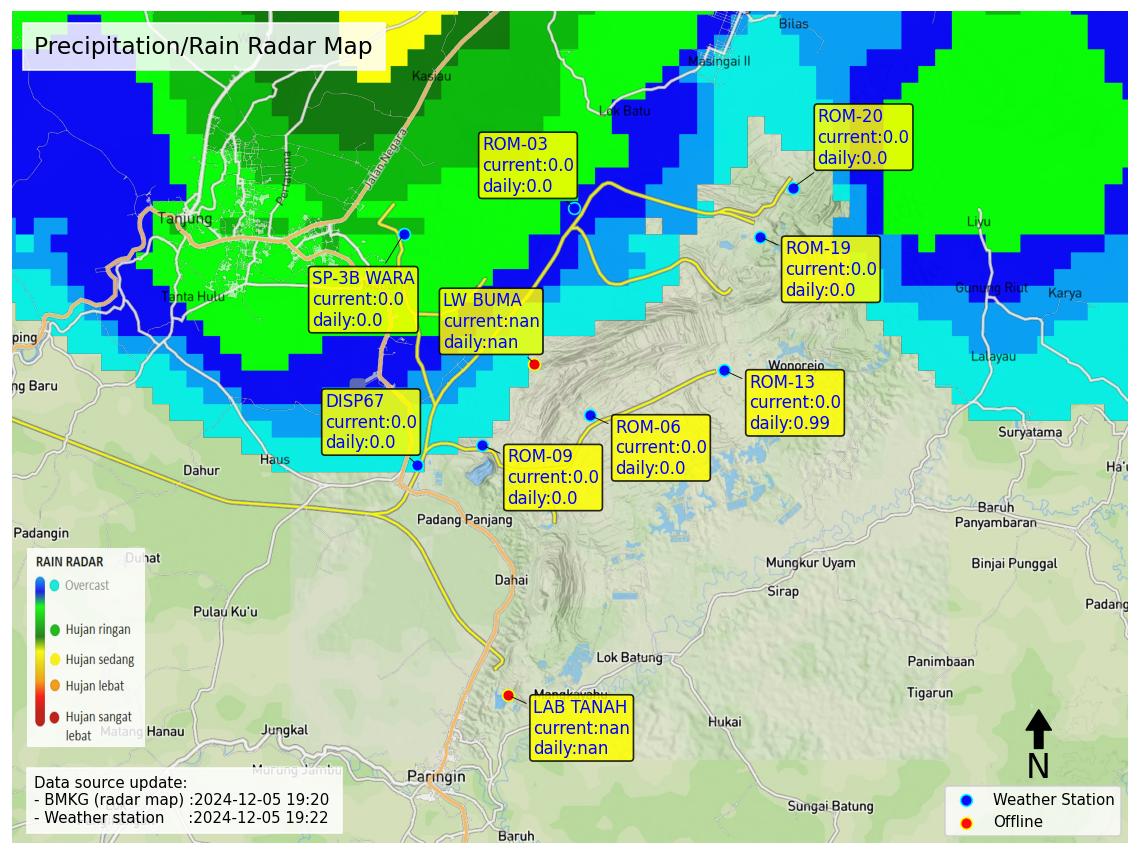 Precipitation/Rain Radar Map
Bilas
Masingai II
Kasiau
Lok Batu
ROM-20
current:0.0
daily:0.0
ROM-03
current:0.0
daily:0.0
Jalan Negara
Pertamina
Tanjung
Liyu
ROM-19
current:0.0
daily:0.0
SP-3B WARA
current:0.0
daily:0.0
LW BUMA
current:nan
daily:nan
Tanta Hulu
Gunung Riut
Karya
ping
Lalayau
ng Baru
Wonorejo
ROM-13
current:0.0
daily:0.99
DISP67
current:0.0
daily:0.0
ROM-06
current:0.0
daily:0.0
ROM-09
current:0.0
daily:0.0
Suryatama
Haus
Dahur
Ha'u
Padang Panjang
Baruh
Panyambaran
Padangin
Duhat
RAIN RADAR
Overcast
Hujan ringan
Hujan sedang
Hujan lebat
Hujan sangat
lebat
Mungkur Uyam
Binjai Punggal
Dahai
Sirap
Padang
Pulau Ku'u
Lok Batung
Panimbaan
Mangkayahu
Tigarun
LAB TANAH
current:nan
daily:nan
Hukai
Matang Hanau
Jungkal
Murung Jambu
Paringin
N
Data source update:
- BMKG (radar map) :2024-12-05 19:20
- Weather station :2024-12-05 19:22
Weather Station
Offline
Sungai Batung
Baruh